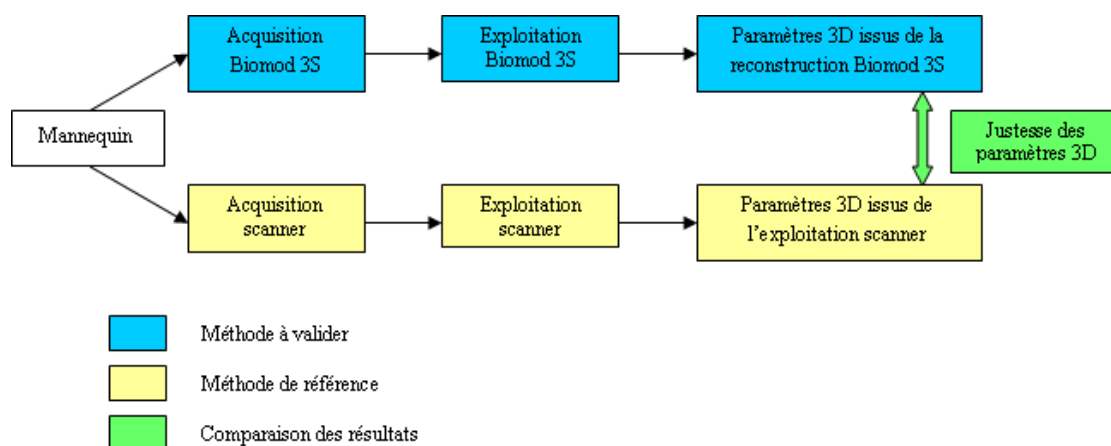 Acquisition
Biomod 3S
Exploitation
Biomod 3S
Paramètres 3D issus de la
reconstruction Biomod 3S
Mannequin
Justesse des
paramètres 3D
Acquisition
scanner
Exploitation
scanner
Paramètres 3D issus de
l'exploitation scanner
Méthode à valider
Méthode de référence
Comparaison des résultats